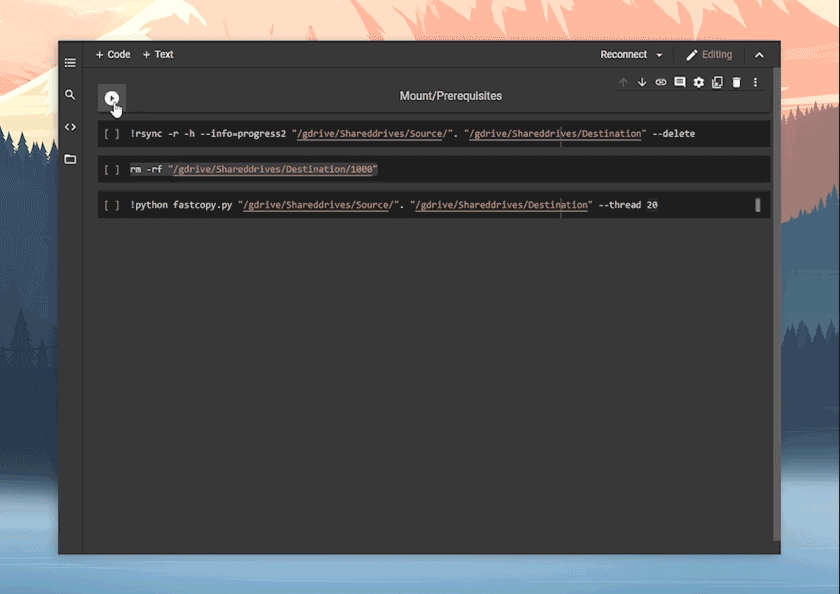 + Code + Text Reconnect Editing
Mount/Prerequisites
[ ] !rsync -r -h --info=progress2 "/gdrive/Shareddrives/Source/". "/gdrive/Shareddrives/Destination" --delete
[ ] rm -rf "/gdrive/Shareddrives/Destination/1000"
[ ] !python fastcopy.py "/gdrive/Shareddrives/Source/". "/gdrive/Shareddrives/Destination" --thread 20